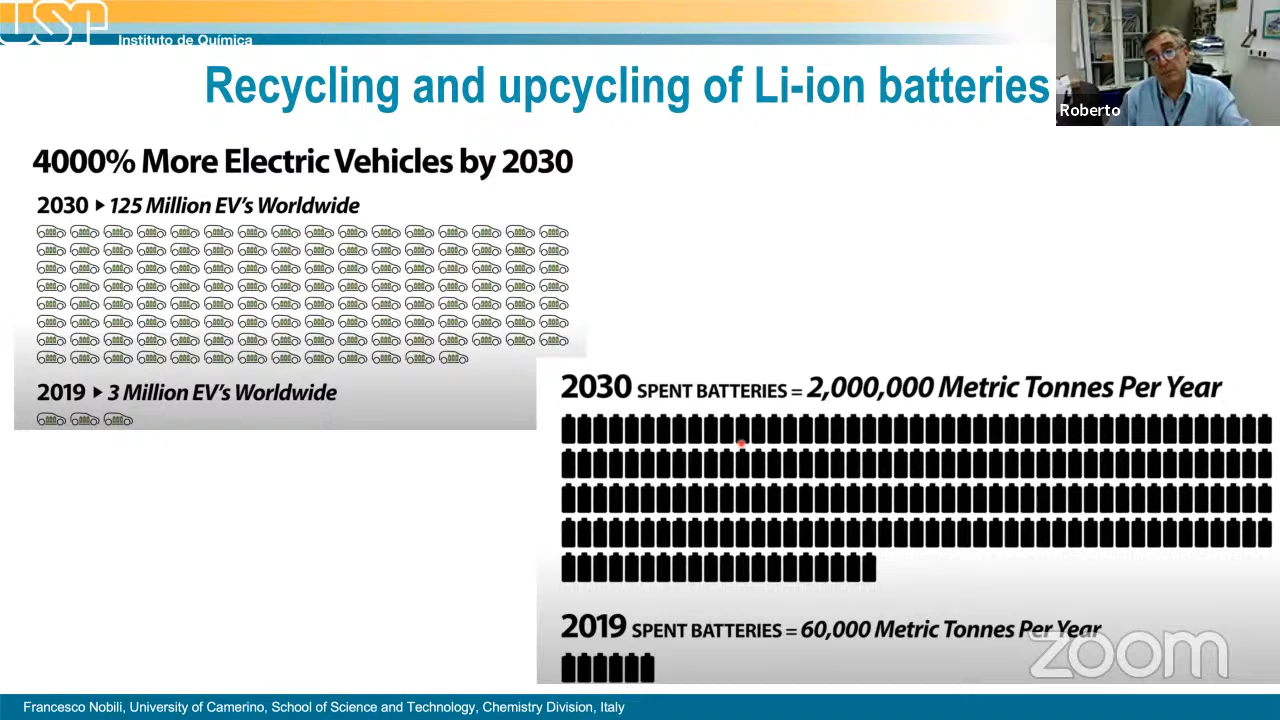 USP
Instituto de Química
Recycling and upcycling of Li-ion batteries
Roberto
4000% More Electric Vehicles by 2030
2030 ▸ 125 Million EV's Worldwide
2019 ▸ 3 Million EV's Worldwide
2030 SPENT BATTERIES = 2,000,000 Metric Tonnes Per Year
2019 SPENT BATTERIES = 60,000 Metric Tonnes Per Year
zoom
Francesco Nobili, University of Camerino, School of Science and Technology, Chemistry Division, Italy